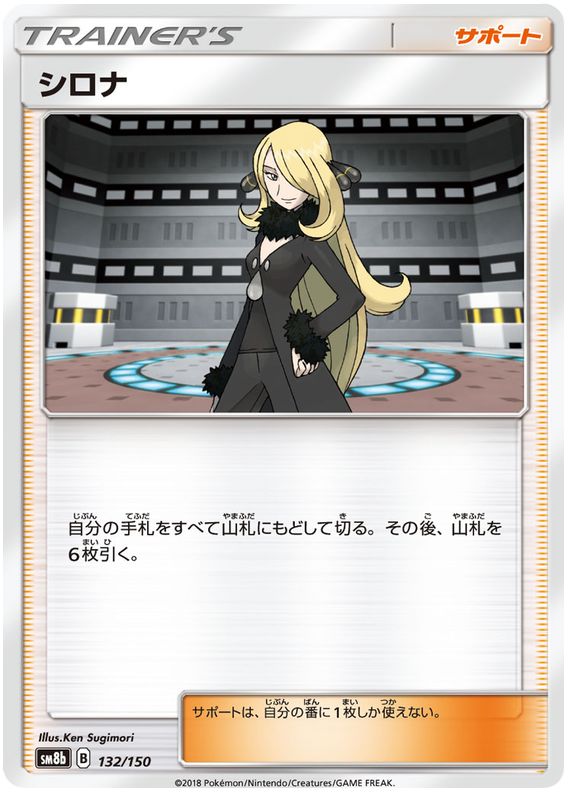 TRAINER'S サポート
シロナ
自分の手札をすべて山札にもどして切る。その後、山札を
6枚引く。
サポートは、自分の番に1枚しか使えない。
Illus.Ken Sugimori
SM8b B 132/150
©2018 Pokémon/Nintendo/Creatures/GAME FREAK.